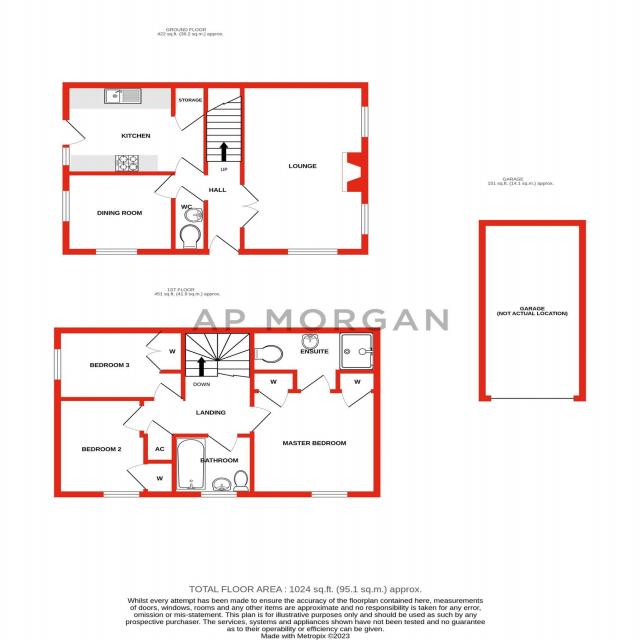 GROUND FLOOR
422 sq.ft. (39.2 sq.m.) approx.
STORAGE
KITCHEN
UP
LOUNGE
HALL
WC
DINING ROOM
GARAGE
151 sq.ft. (14.1 sq.m.) approx.
GARAGE
(NOT ACTUAL LOCATION)
1ST FLOOR
451 sq.ft. (41.9 sq.m.) approx.
AP MORGAN
BEDROOM 3
W
ENSUITE
DOWN
W
W
LANDING
BEDROOM 2
AC
MASTER BEDROOM
BATHROOM
W
TOTAL FLOOR AREA : 1024 sq.ft. (95.1 sq.m.) approx.
Whilst every attempt has been made to ensure the accuracy of the floorplan contained here, measurements
of doors, windows, rooms and any other items are approximate and no responsibility is taken for any error,
omission or mis-statement. This plan is for illustrative purposes only and should be used as such by any
prospective purchaser. The services, systems and appliances shown have not been tested and no guarantee
as to their operability or efficiency can be given.
Made with Metropix ©2023